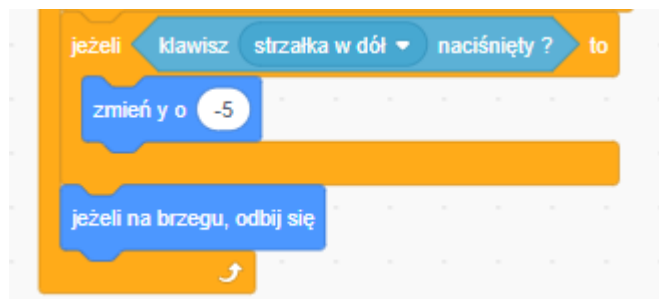 jeżeli klawisz strzałka w dół naciśnięty ? to
zmień y o -5
jeżeli na brzegu, odbij się